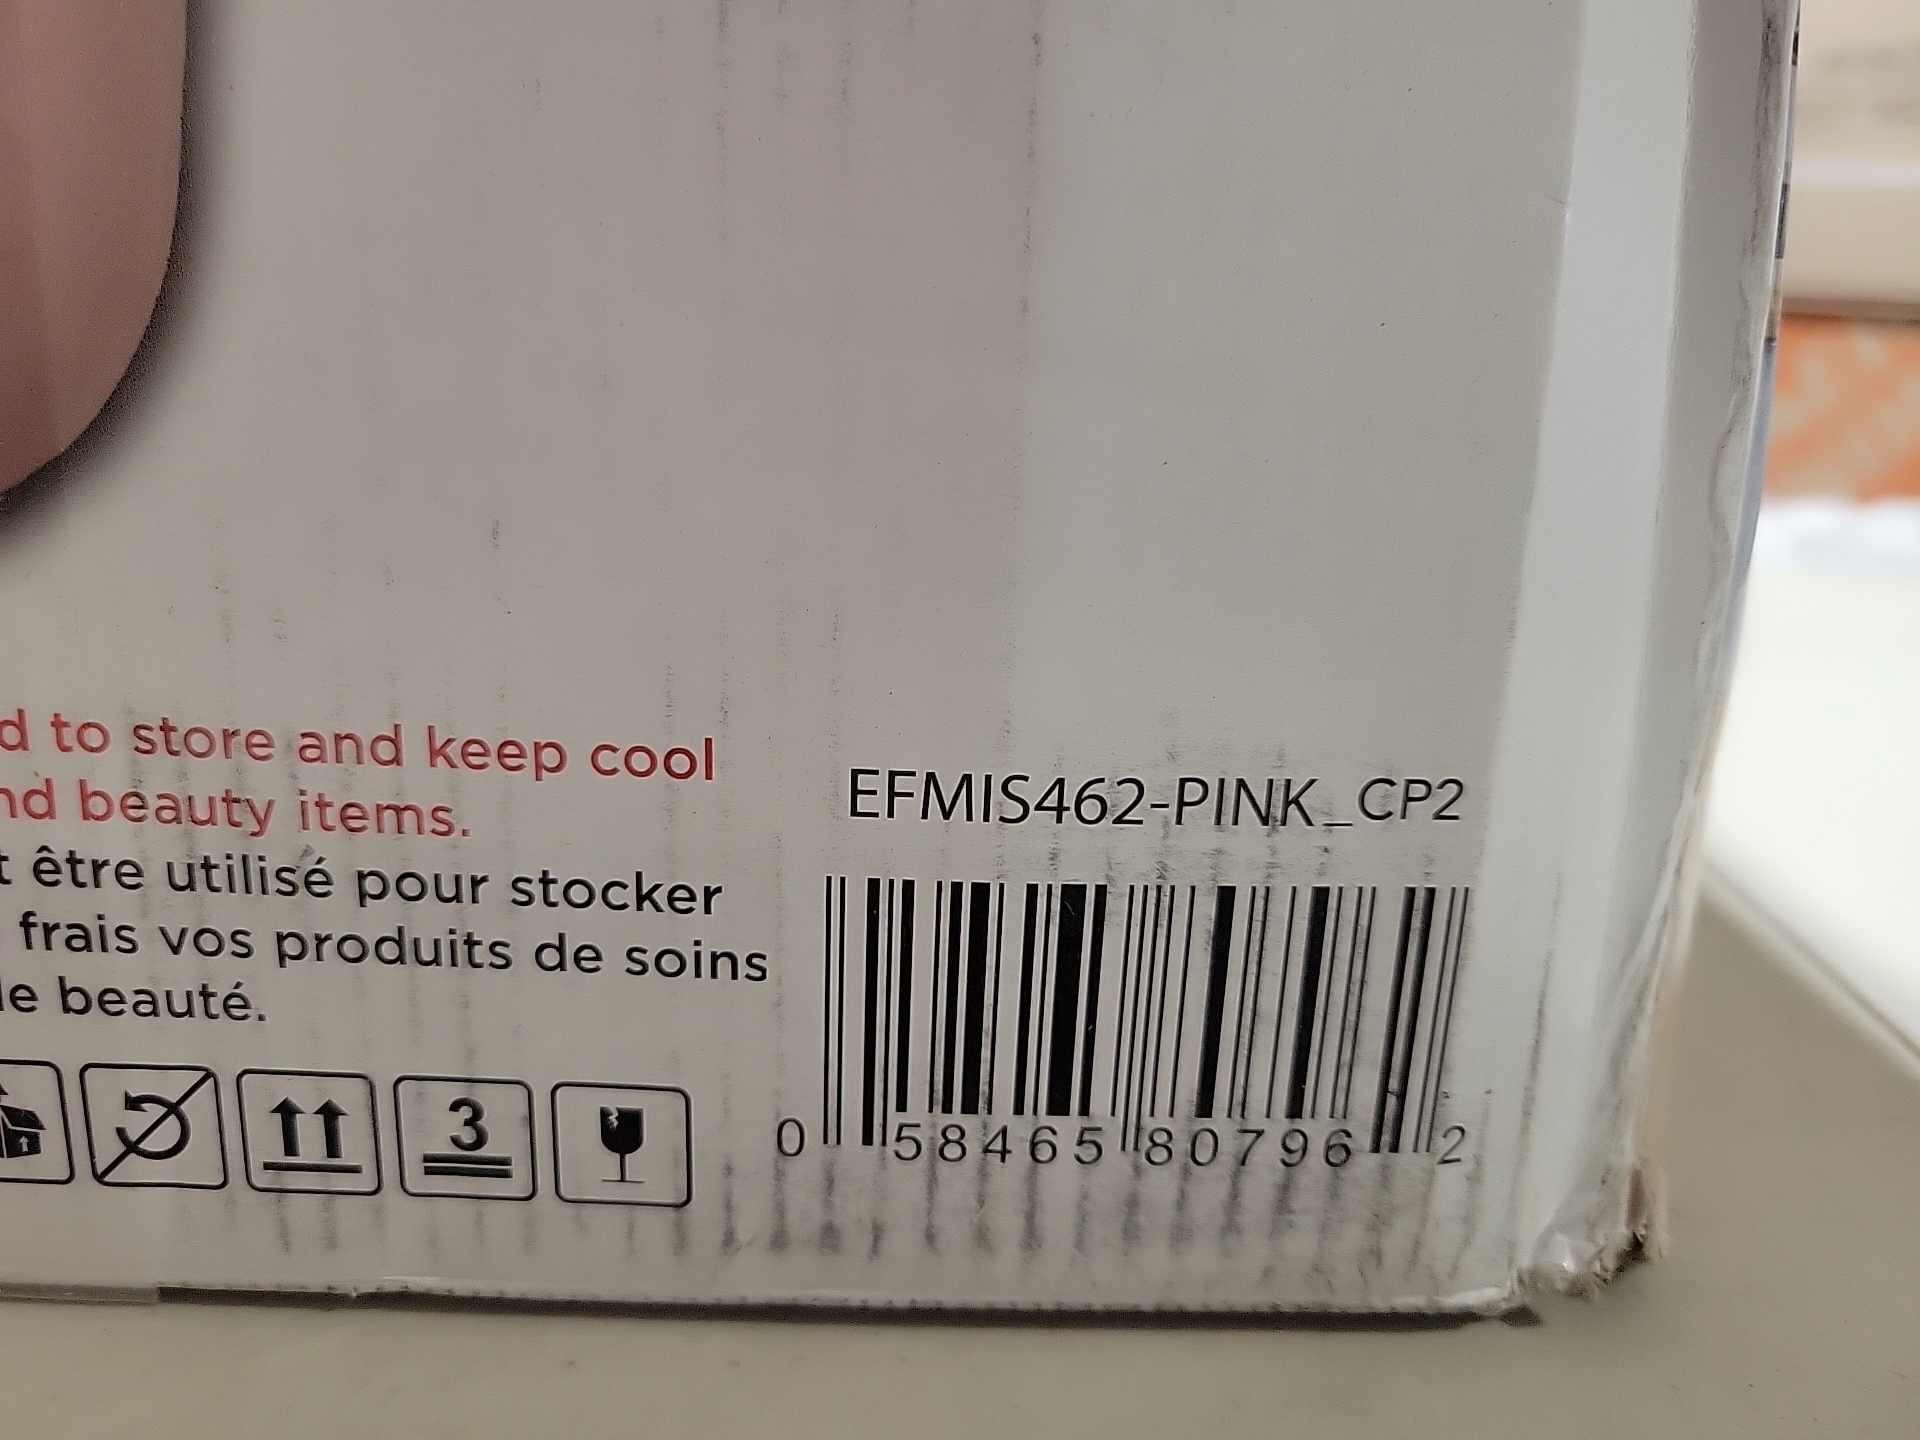 d to store and keep cool
nd beauty items.
t être utilisé pour stocker
frais vos produits de soins
le beauté.
3
EFMIS462-PINK_CP2
0 58465 80796 2